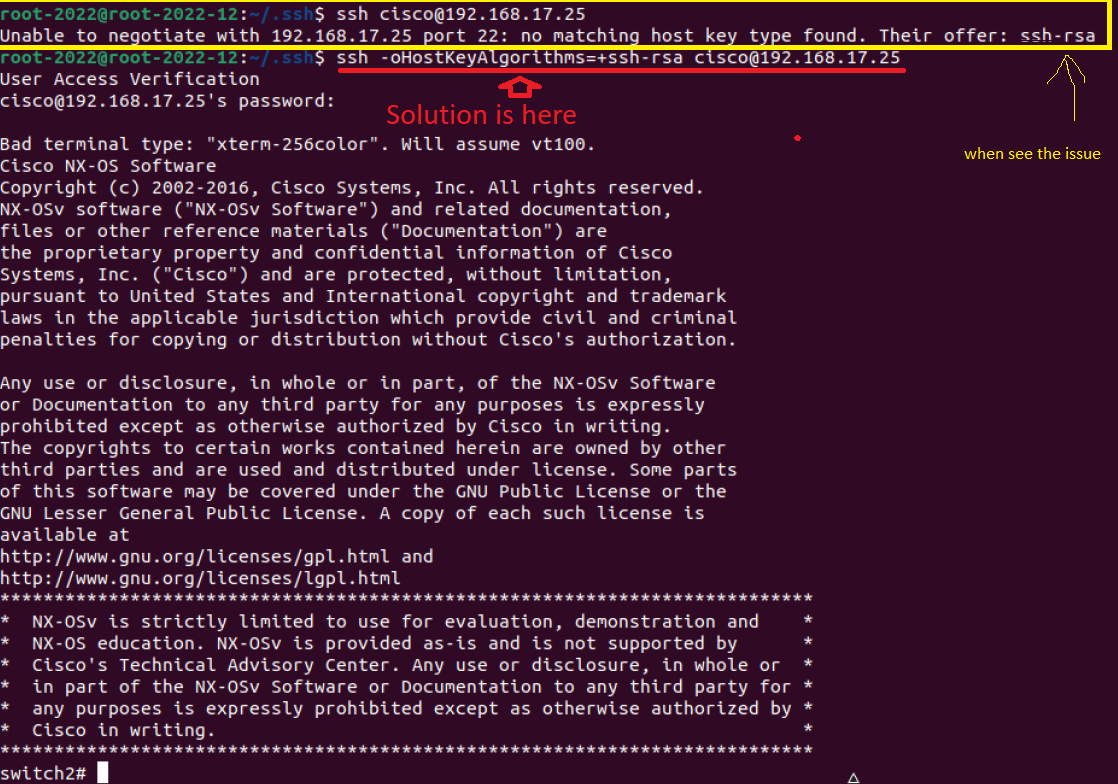 root-2022@root-2022-12:~/.ssh$ ssh cisco@192.168.17.25
Unable to negotiate with 192.168.17.25 port 22: no matching host key type found. Their offer: ssh-rsa
root-2022@root-2022-12:~/.ssh$ ssh -oHostKeyAlgorithms=+ssh-rsa cisco@192.168.17.25
User Access Verification
cisco@192.168.17.25's password:
Solution is here
Bad terminal type: "xterm-256color". Will assume vt100.
when see the issue
Cisco NX-OS Software
Copyright (c) 2002-2016, Cisco Systems, Inc. All rights reserved.
NX-OSv software ("NX-OSv Software") and related documentation,
files or other reference materials ("Documentation") are
the proprietary property and confidential information of Cisco
Systems, Inc. ("Cisco") and are protected, without limitation,
pursuant to United States and International copyright and trademark
laws in the applicable jurisdiction which provide civil and criminal
penalties for copying or distribution without Cisco's authorization.
Any use or disclosure, in whole or in part, of the NX-OSv Software
or Documentation to any third party for any purposes is expressly
prohibited except as otherwise authorized by Cisco in writing.
The copyrights to certain works contained herein are owned by other
third parties and are used and distributed under license. Some parts
of this software may be covered under the GNU Public License or the
GNU Lesser General Public License. A copy of each such license is
available at
http://www.gnu.org/licenses/gpl.html and
http://www.gnu.org/licenses/lgpl.html
***************************************************************************
*  NX-OSv is strictly limited to use for evaluation, demonstration and    *
*  NX-OS education. NX-OSv is provided as-is and is not supported by      *
*  Cisco's Technical Advisory Center. Any use or disclosure, in whole or  *
*  in part of the NX-OSv Software or Documentation to any third party for *
*  any purposes is expressly prohibited except as otherwise authorized by *
*  Cisco in writing.                                                      *
***************************************************************************
switch2#